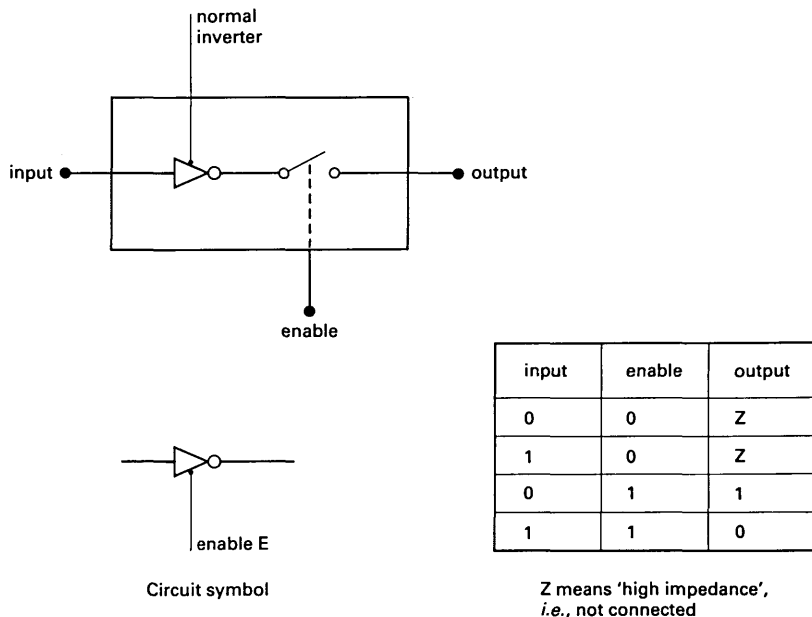 normal
inverter
input
output
enable
input enable output
0 0 Z
1 0 Z
0 1 1
1 1 0
enable E
Circuit symbol
Z means 'high impedance',
i.e., not connected